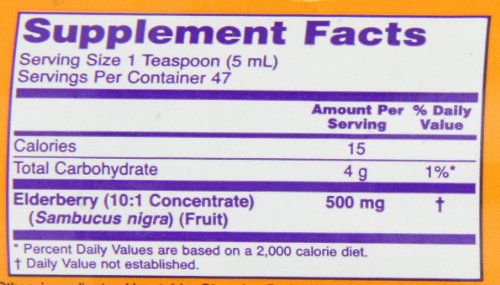 Supplement Facts
Serving Size 1 Teaspoon (5 mL)
Servings Per Container 47
Amount Per % Daily
Serving Value
Calories 15
Total Carbohydrate 4 g 1%*
Elderberry (10:1 Concentrate) 500 mg †
(Sambucus nigra) (Fruit)
* Percent Daily Values are based on a 2,000 calorie diet.
† Daily Value not established.